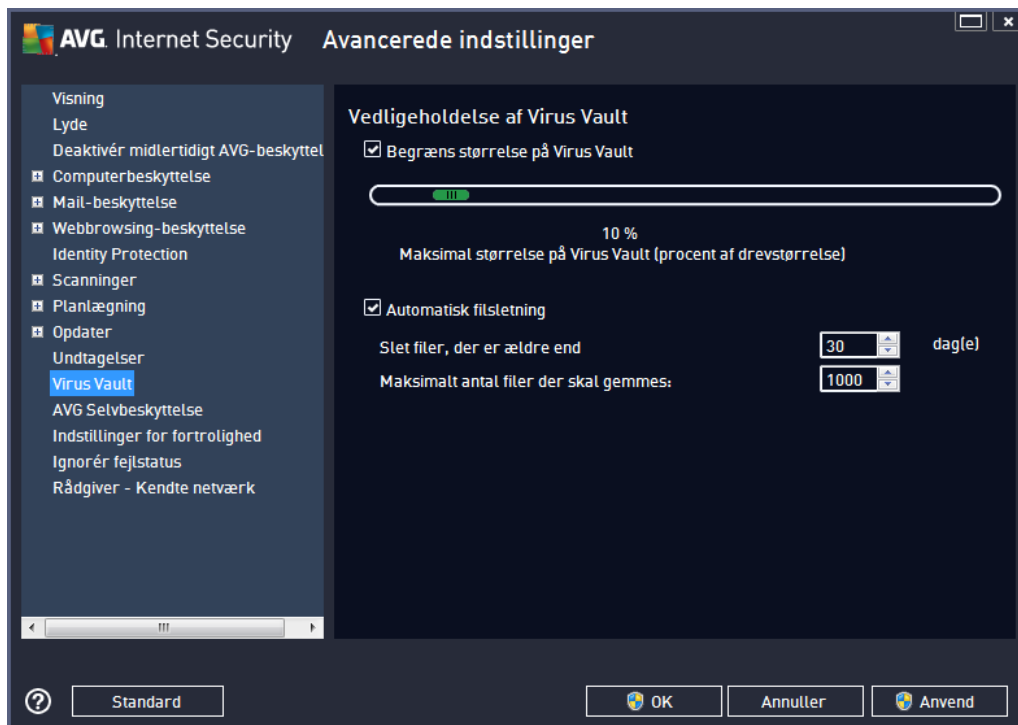 AVG. Internet Security Avancerede indstillinger
Visning
Lyde
Deaktivér midlertidigt AVG-beskyttel
Computerbeskyttelse
Mail-beskyttelse
Webbrowsing-beskyttelse
Identity Protection
Scanninger
Planlægning
Opdater
Undtagelser
Virus Vault
AVG Selvbeskyttelse
Indstillinger for fortrolighed
Ignorér fejlstatus
Rådgiver - Kendte netværk
Vedligeholdelse af Virus Vault
Begræns størrelse på Virus Vault
10 %
Maksimal størrelse på Virus Vault (procent af drevstørrelse)
Automatisk filsletning
Slet filer, der er ældre end 30 dag(e)
Maksimalt antal filer der skal gemmes: 1000
? Standard OK Annuller Anvend